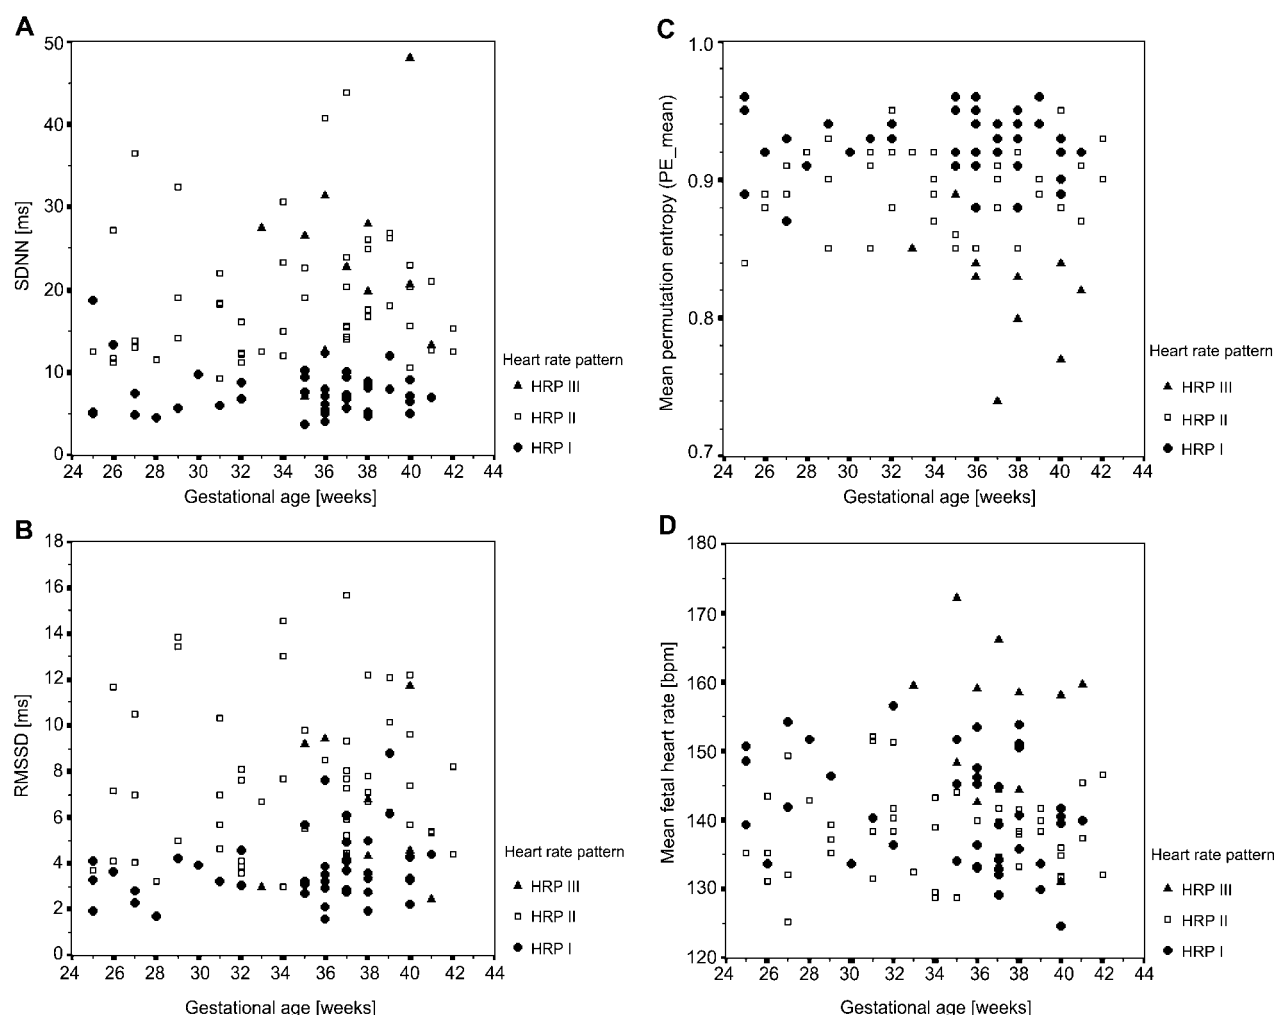 A
50
40
30
20
10
0
SDNN [ms]
24 26 28 30 32 34 36 38 40 42 44
Gestational age [weeks]
Heart rate pattern
HRP III
HRP II
HRP I
C
1.0
0.9
0.8
0.7
Mean permutation entropy (PE_mean)
24 26 28 30 32 34 36 38 40 42 44
Gestational age [weeks]
Heart rate pattern
HRP III
HRP II
HRP I
B
18
16
14
12
10
8
6
4
2
0
RMSSD [ms]
24 26 28 30 32 34 36 38 40 42 44
Gestational age [weeks]
Heart rate pattern
HRP III
HRP II
HRP I
D
180
170
160
150
140
130
120
Mean fetal heart rate [bpm]
24 26 28 30 32 34 36 38 40 42 44
Gestational age [weeks]
Heart rate pattern
HRP III
HRP II
HRP I